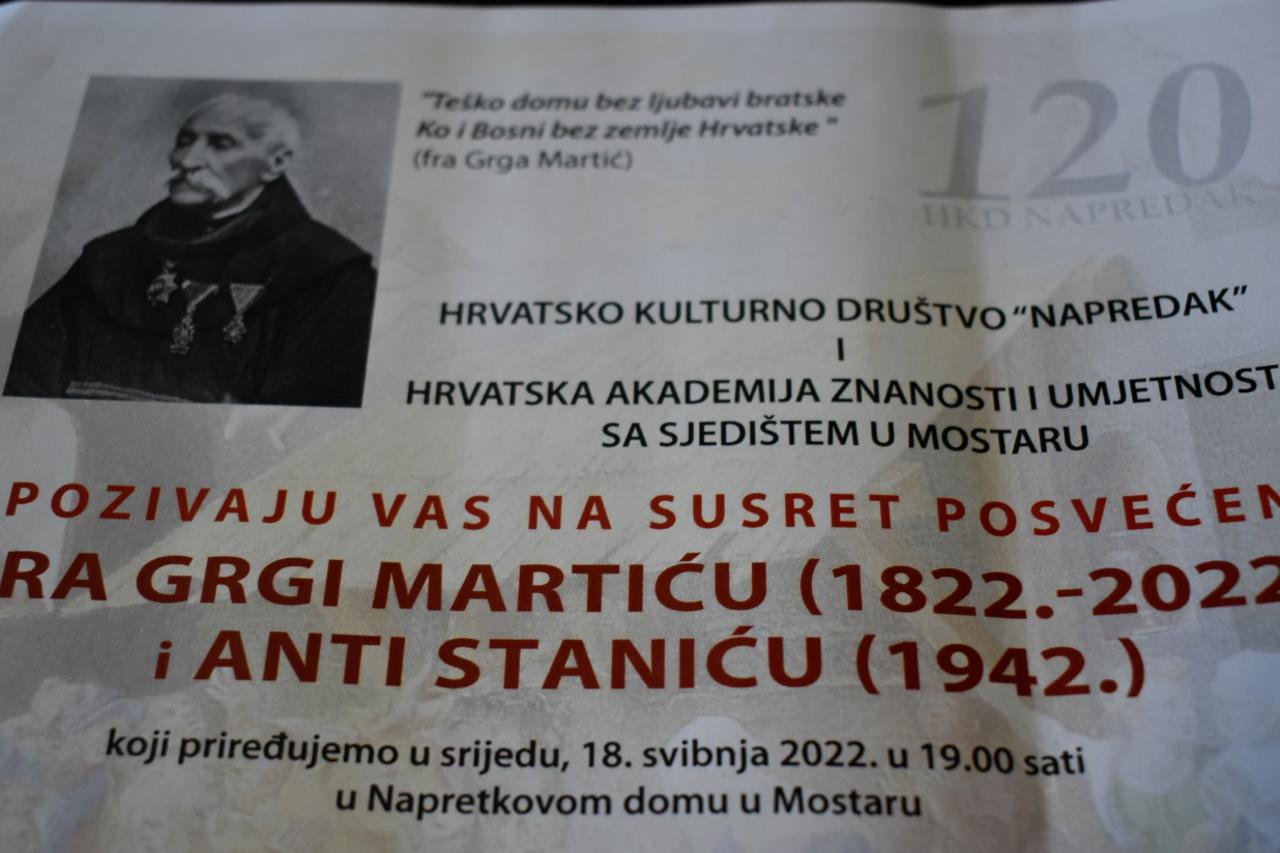 "Teško domu bez ljubavi bratske
Ko i Bosni bez zemlje Hrvatske "
(fra Grga Martić)
120
HKD NAPREDAK
HRVATSKO KULTURNO DRUŠTVO "NAPREDAK"
I
HRVATSKA AKADEMIJA ZNANOSTI I UMJETNOST
SA SJEDIŠTEM U MOSTARU
POZIVAJU VAS NA SUSRET POSVEĆEN
RA GRGI MARTIĆU (1822.-2022
i ANTI STANIĆU (1942.)
koji priređujemo u srijedu, 18. svibnja 2022. u 19.00 sati
u Napretkovom domu u Mostaru